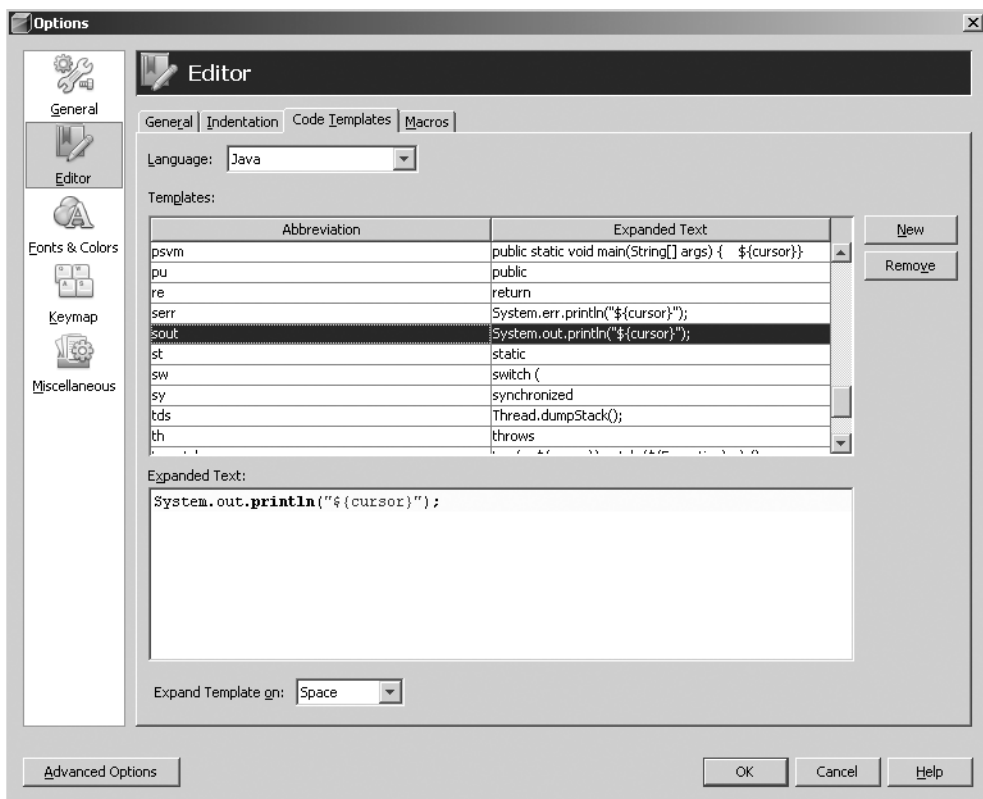 Options
General
Editor
Fonts & Colors
Keymap
Miscellaneous
Editor
General Indentation Code Templates Macros
Language: Java
Templates:
Abbreviation Expanded Text
psvm public static void main(String[] args) { ${cursor}}
pu public
re return
serr System.err.println("${cursor}");
sout System.out.println("${cursor}");
st static
sw switch (
sy synchronized
tds Thread.dumpStack();
th throws
New
Remove
Expanded Text:
System.out.println("${cursor}");
Expand Template on: Space
Advanced Options OK Cancel Help